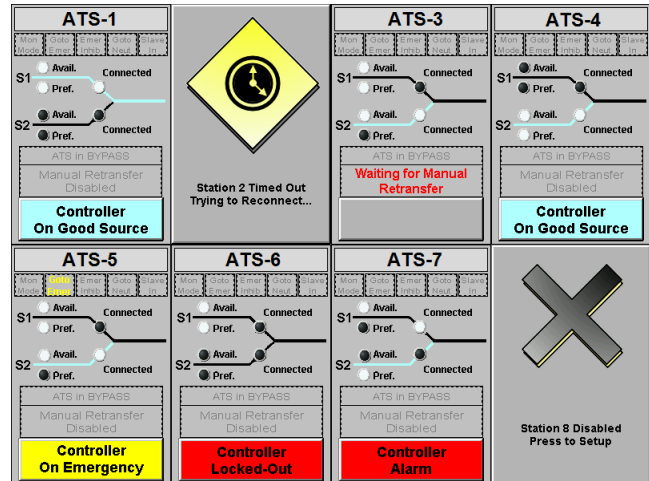 ATS-1
Mon Mode
Goto Emer
Emer Inhib
Goto Neut
Slave In
S1
Avail.
Pref.
Connected
S2
Avail.
Pref.
Connected
ATS in BYPASS
Manual Retransfer
Disabled
Controller
On Good Source
Station 2 Timed Out
Trying to Reconnect...
ATS-3
Mon Mode
Goto Emer
Emer Inhib
Goto Neut
Slave In
S1
Avail.
Pref.
Connected
S2
Avail.
Pref.
Connected
ATS in BYPASS
Waiting for Manual
Retransfer
ATS-4
Mon Mode
Goto Emer
Emer Inhib
Goto Neut
Slave In
S1
Avail.
Pref.
Connected
S2
Avail.
Pref.
Connected
ATS in BYPASS
Manual Retransfer
Disabled
Controller
On Good Source
ATS-5
Mon Mode
Goto Emer
Emer Inhib
Goto Neut
Slave In
S1
Avail.
Pref.
Connected
S2
Avail.
Pref.
Connected
ATS in BYPASS
Manual Retransfer
Disabled
Controller
On Emergency
ATS-6
Mon Mode
Goto Emer
Emer Inhib
Goto Neut
Slave In
S1
Avail.
Pref.
Connected
S2
Avail.
Pref.
Connected
ATS in BYPASS
Manual Retransfer
Disabled
Controller
Locked-Out
ATS-7
Mon Mode
Goto Emer
Emer Inhib
Goto Neut
Slave In
S1
Avail.
Pref.
Connected
S2
Avail.
Pref.
Connected
ATS in BYPASS
Manual Retransfer
Disabled
Controller
Alarm
Station 8 Disabled
Press to Setup